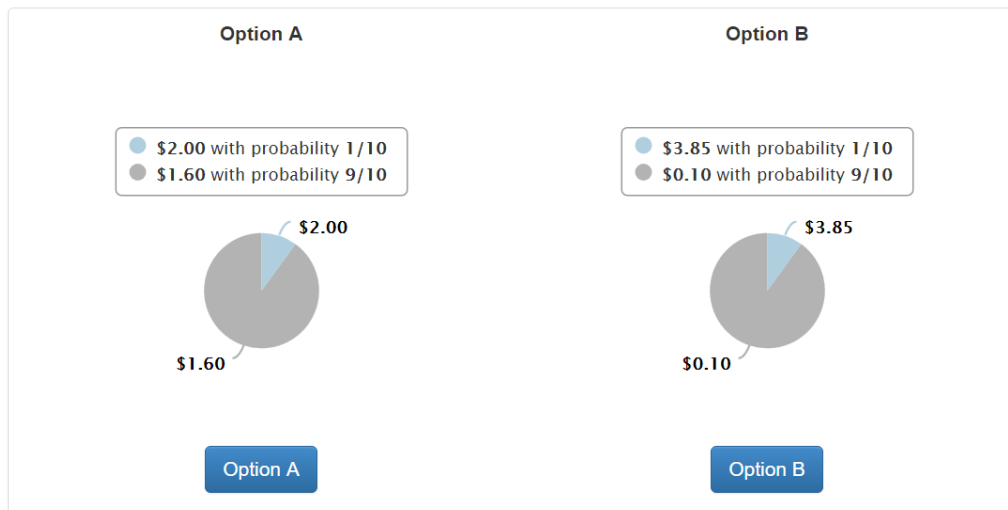 Option A
Option B
$2.00 with probability 1/10
$1.60 with probability 9/10
$3.85 with probability 1/10
$0.10 with probability 9/10
$2.00
$3.85
$1.60
$0.10
Option A
Option B